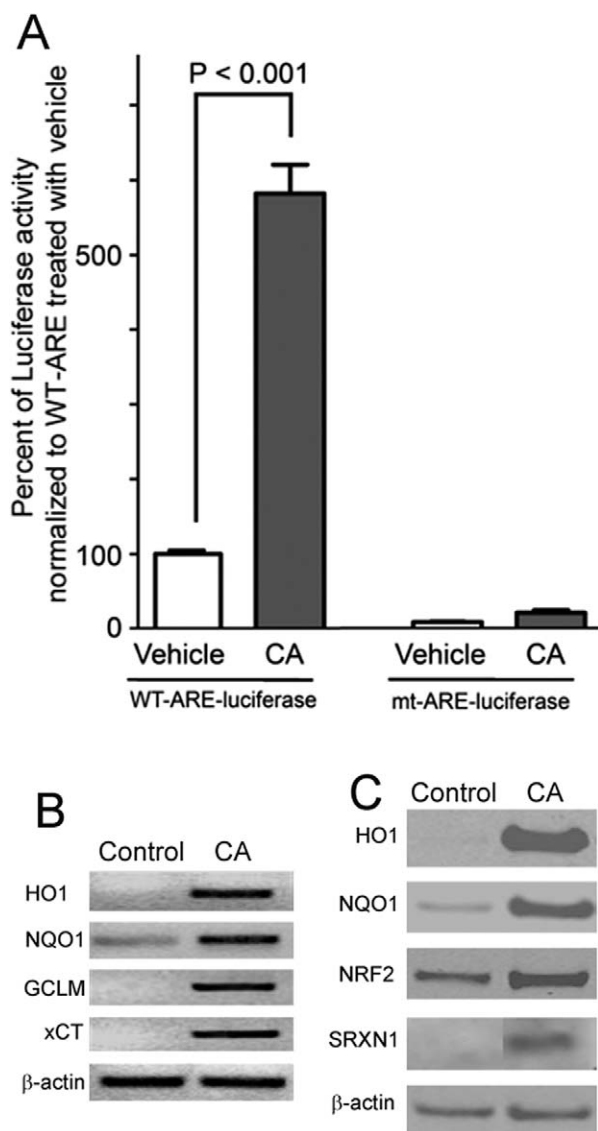 A
Percent of Luciferase activity
normalized to WT-ARE treated with vehicle
P < 0.001
500
100
0
Vehicle CA Vehicle CA
WT-ARE-luciferase mt-ARE-luciferase
B
Control CA
HO1
NQO1
GCLM
xCT
β-actin
C
Control CA
HO1
NQO1
NRF2
SRXN1
β-actin